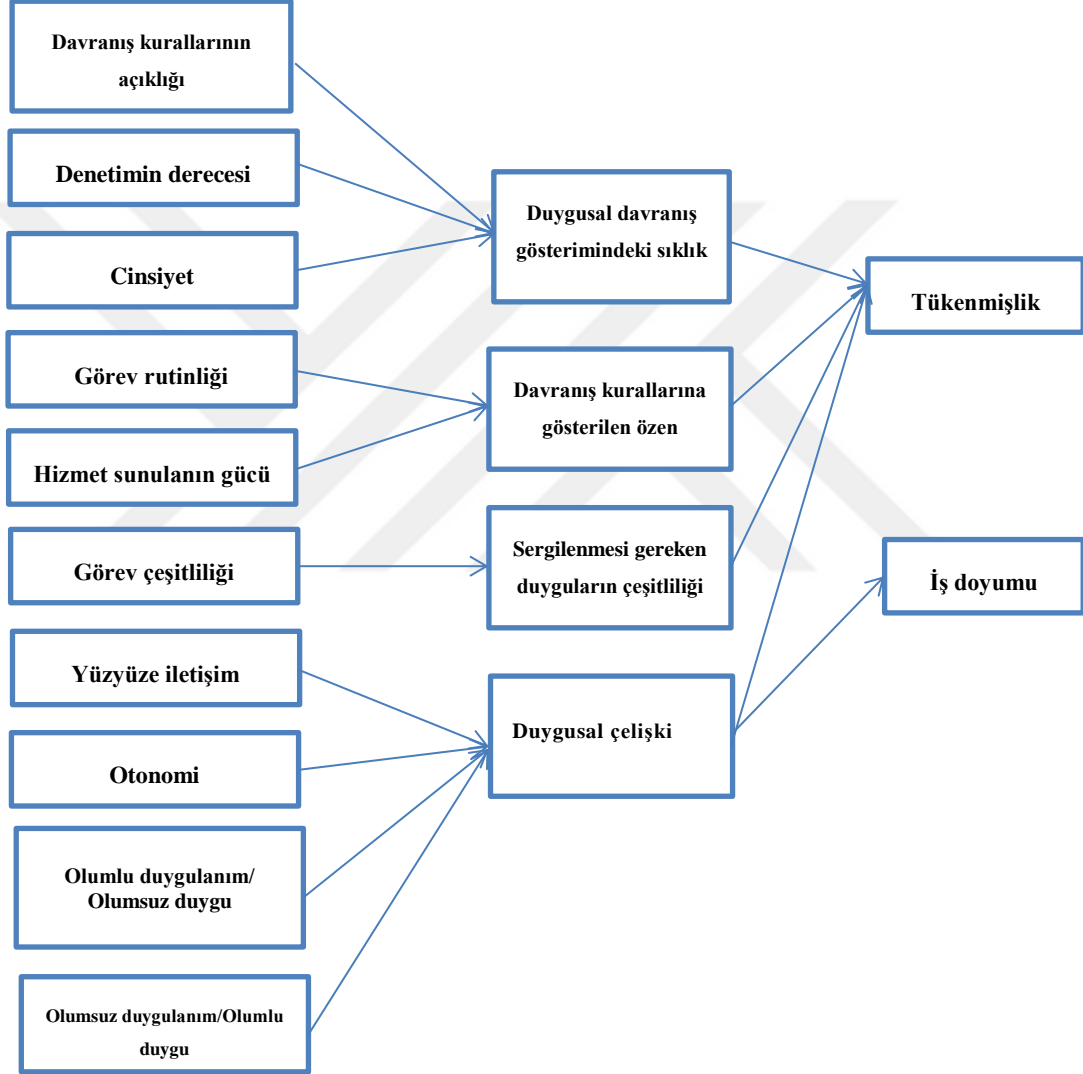 Davranış kurallarının
açıklığı
Denetimin derecesi
Cinsiyet
Görev rutinliği
Hizmet sunulanın gücü
Görev çeşitliliği
Yüzyüze iletişim
Otonomi
Olumlu duygulanım/
Olumsuz duygu
Olumsuz duygulanım/Olumlu
duygu
Duygusal davranış
gösterimindeki sıklık
Davranış kurallarına
gösterilen özen
Sergilenmesi gereken
duyguların çeşitliliği
Duygusal çelişki
Tükenmişlik
İş doyumu